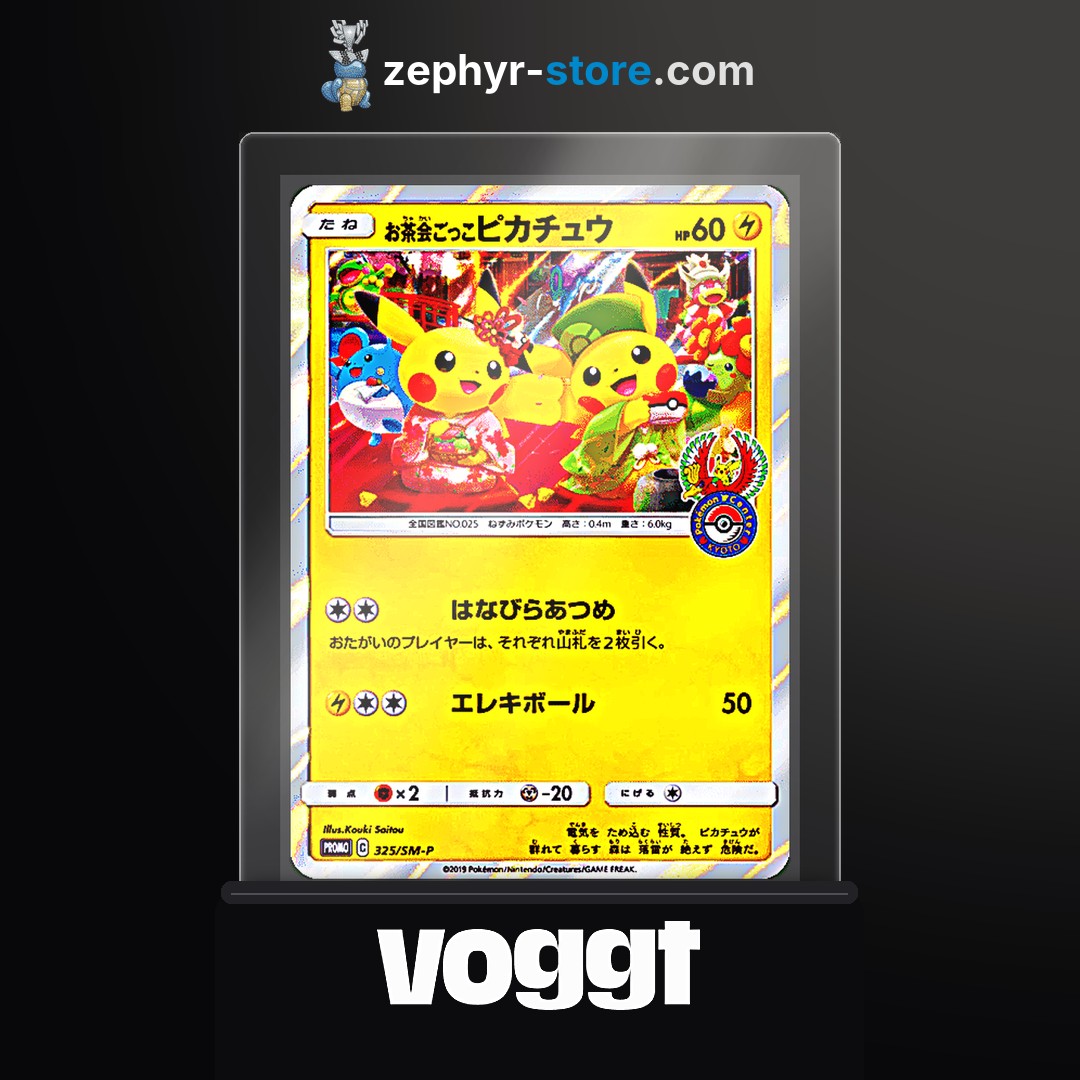 zephyr-store.com
たね
お茶会ごっこピカチュウ
HP60
Pokémon Center
KYOTO
全国図鑑NO.025 ねずみポケモン 高さ：0.4m 重さ：6.0kg
はなびらあつめ
おたがいのプレイヤーは、それぞれ山札を2枚引く。
エレキボール 50
弱点 ×2 抵抗力 -20 にげる
Illus.Kouki Saitou
電気を ため込む 性質。 ピカチュウが
群れて 暮らす 森は 落雷が 絶えず 危険だ。
PROMO C 325/SM-P
©2019 Pokémon/Nintendo/Creatures/GAME FREAK.
voggt